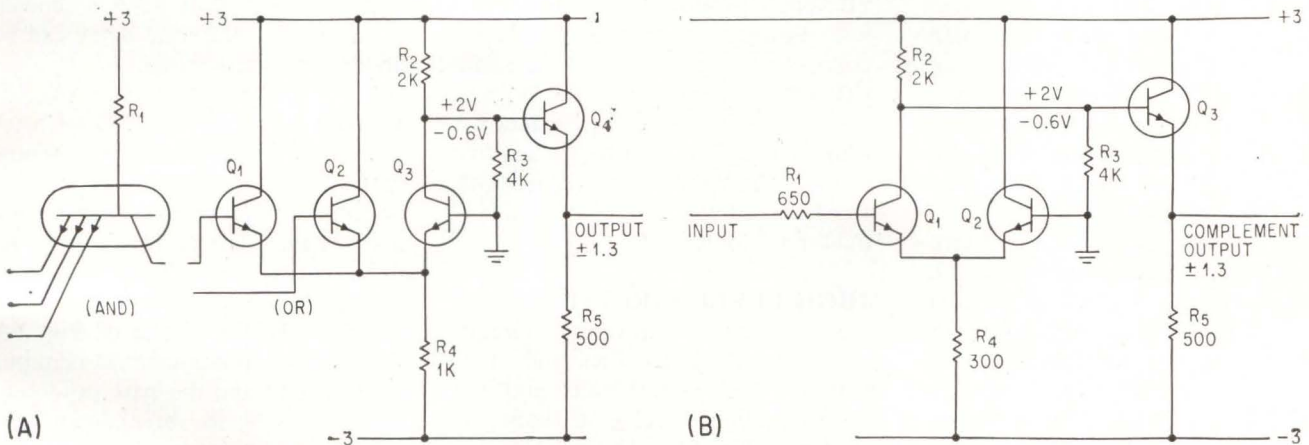 +3
+3
R₁
R₂
2K
+2V
-0.6V
Q₄
Q₁
Q₂
Q₃
R₃
4K
OUTPUT
±1.3
(AND)
(OR)
R₄
1K
R₅
500
(A)
-3
+3
R₂
2K
+2V
-0.6V
Q₃
R₁
650
R₃
4K
INPUT
Q₁
Q₂
COMPLEMENT
OUTPUT
±1.3
R₄
300
R₅
500
(B)
-3